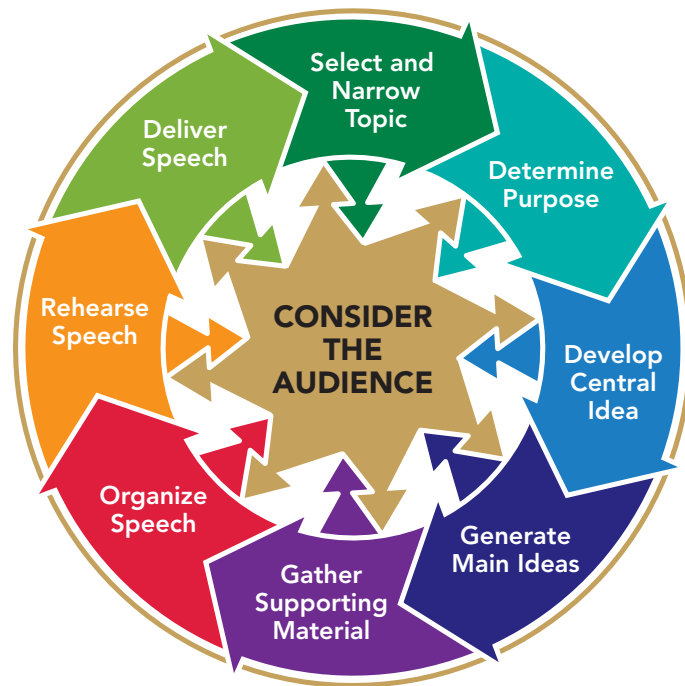 Select and
Narrow
Topic
Determine
Purpose
Develop
Central
Idea
Generate
Main Ideas
Gather
Supporting
Material
Organize
Speech
Rehearse
Speech
Deliver
Speech
CONSIDER
THE
AUDIENCE